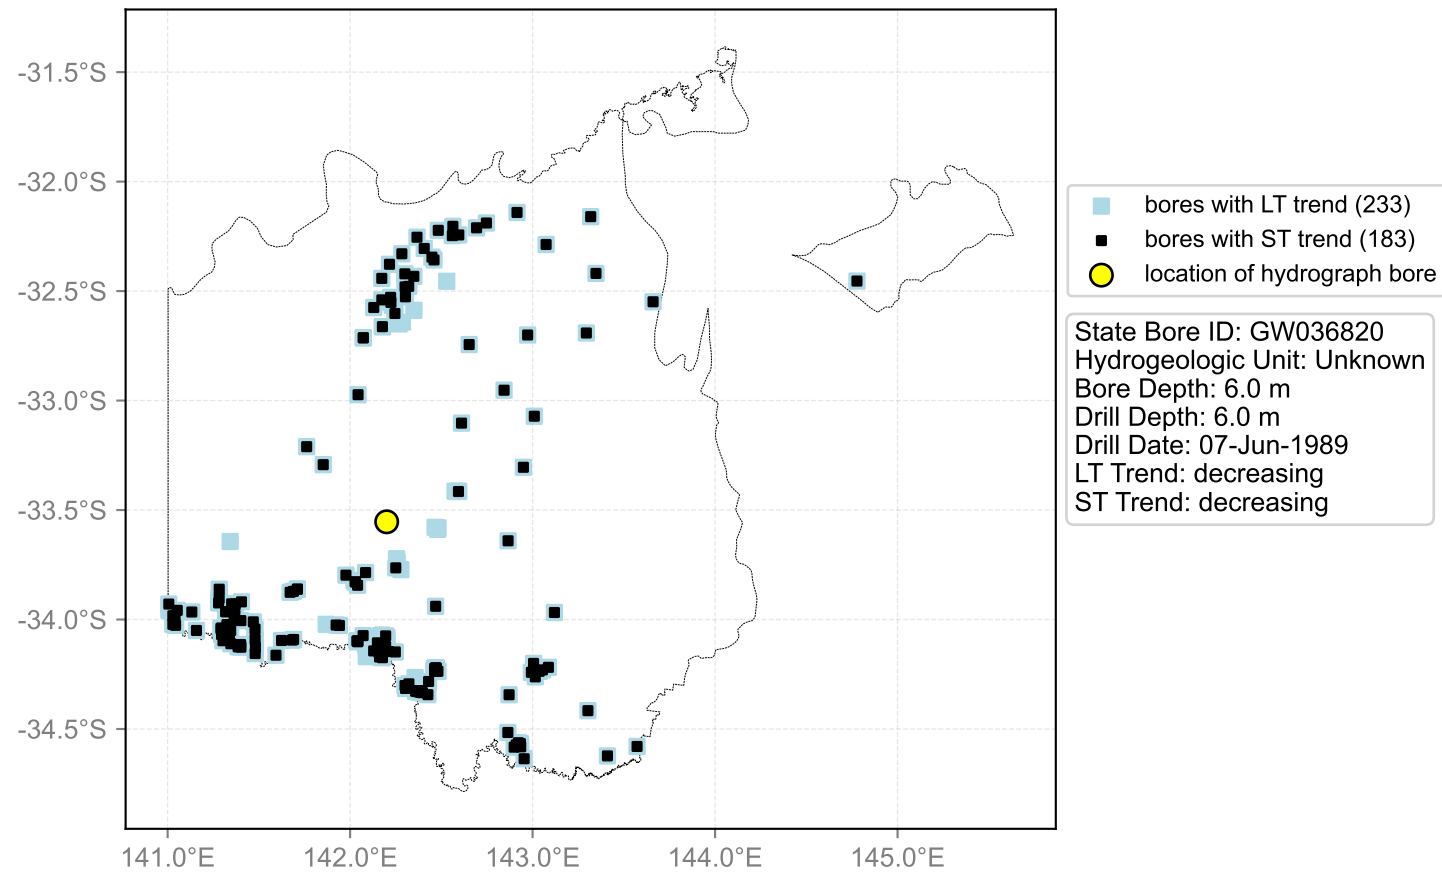 -31.5°S
-32.0°S
-32.5°S
-33.0°S
-33.5°S
-34.0°S
-34.5°S
141.0°E
142.0°E
143.0°E
144.0°E
145.0°E
bores with LT trend (233)
bores with ST trend (183)
location of hydrograph bore
State Bore ID: GW036820
Hydrogeologic Unit: Unknown
Bore Depth: 6.0 m
Drill Depth: 6.0 m
Drill Date: 07-Jun-1989
LT Trend: decreasing
ST Trend: decreasing